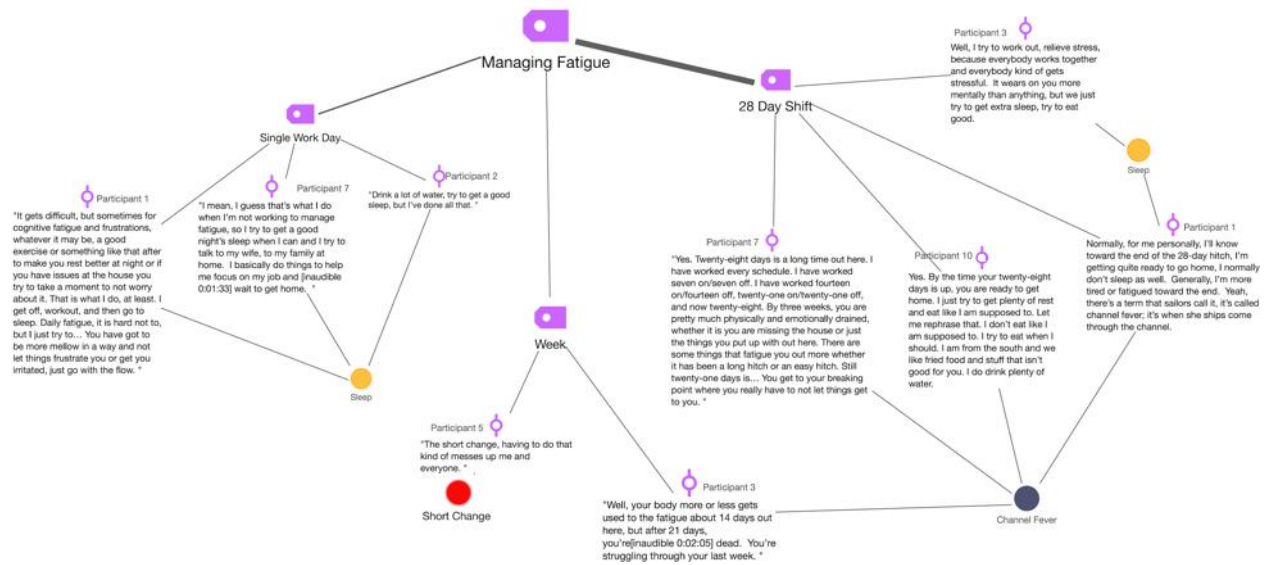 Managing Fatigue
Single Work Day
Participant 1
"It gets difficult, but sometimes for
cognitive fatigue and frustrations,
whatever it may be, a good
exercise or something like that after
to make you rest better at night or if
you have issues at the house you
try to take a moment to not worry
about it. That is what I do, at least. I
get off, workout, and then go to
sleep. Daily fatigue, it is hard not to,
but I just try to... You have got to
be more mellow in a way and not
let things frustrate you or get you
irritated, just go with the flow. "
Participant 7
"I mean, I guess that's what I do
when I'm not working to manage
fatigue, so I try to get a good
night's sleep when I can and I try to
talk to my wife, to my family at
home. I basically do things to help
me focus on my job and [inaudible
0:01:33] wait to get home. "
Participant 2
"Drink a lot of water, try to get a good
sleep, but I've done all that. "
Sleep
Week
Participant 5
"The short change, having to do that
kind of messes up me and
everyone. "
Short Change
Participant 3
"Well, your body more or less gets
used to the fatigue about 14 days out
here, but after 21 days,
you're[inaudible 0:02:05] dead. You're
struggling through your last week. "
28 Day Shift
Participant 7
"Yes. Twenty-eight days is a long time out here. I
have worked every schedule. I have worked
seven on/seven off. I have worked fourteen
on/fourteen off, twenty-one on/twenty-one off,
and now twenty-eight. By three weeks, you are
pretty much physically and emotionally drained,
whether it is you are missing the house or just
the things you put up with out here. There are
some things that fatigue you out more whether
it has been a long hitch or an easy hitch. Still
twenty-one days is... You get to your breaking
point where you really have to not let things get
to you. "
Participant 10
Yes. By the time your twenty-eight
days is up, you are ready to get
home. I just try to get plenty of rest
and eat like I am supposed to. Let
me rephrase that. I don't eat like I
am supposed to. I try to eat when I
should. I am from the south and we
like fried food and stuff that isn't
good for you. I do drink plenty of
water.
Participant 3
Well, I try to work out, relieve stress,
because everybody works together
and everybody kind of gets
stressful. It wears on you more
mentally than anything, but we just
try to get extra sleep, try to eat
good.
Sleep
Participant 1
Normally, for me personally, I'll know
toward the end of the 28-day hitch, I'm
getting quite ready to go home, I normally
don't sleep as well. Generally, I'm more
tired or fatigued toward the end. Yeah,
there's a term that sailors call it, it's called
channel fever; it's when she ships come
through the channel.
Channel Fever